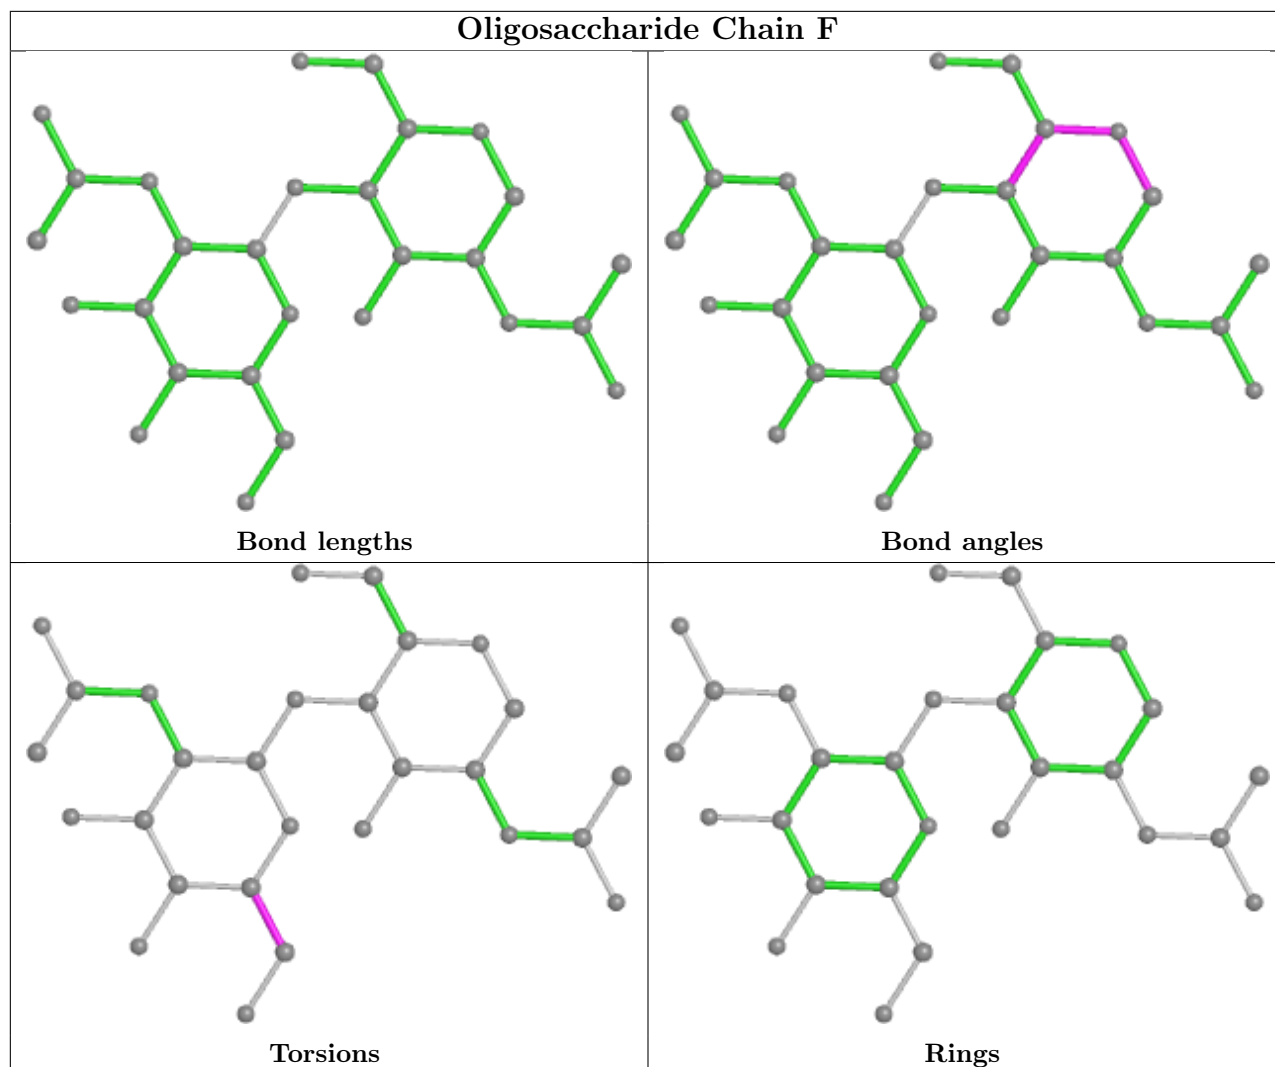 Oligosaccharide Chain F
Bond lengths
Bond angles
Torsions
Rings